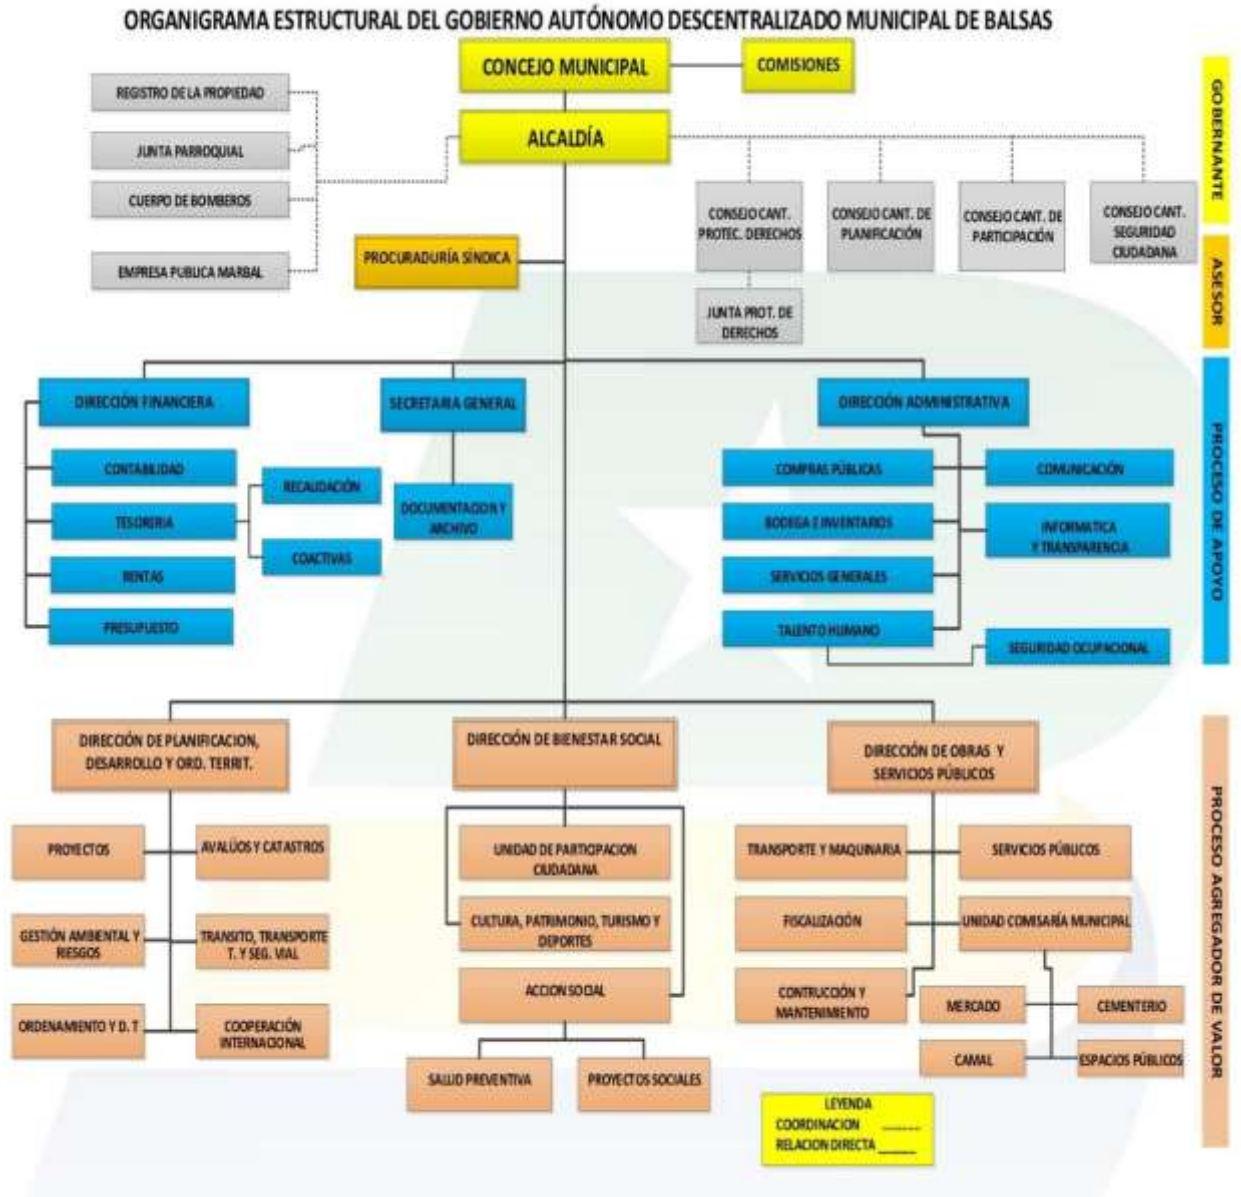 ORGANIGRAMA ESTRUCTURAL DEL GOBIERNO AUTÓNOMO DESCENTRALIZADO MUNICIPAL DE BALSAS
CONCEJO MUNICIPAL
COMISIONES
ALCALDÍA
REGISTRO DE LA PROPIEDAD
JUNTA PARROQUIAL
CUERPO DE BOMBEROS
EMPRESA PUBLICA MARBAL
CONSEJO CANT.
PROTEC. DERECHOS
CONSEJO CANT. DE
PLANIFICACIÓN
CONSEJO CANT. DE
PARTICIPACIÓN
CONSEJO CANT.
SEGURIDAD
CIUDADANA
JUNTA PROT. DE
DERECHOS
GOBERNANTE
PROCURADURÍA SÍNDICA
ASESOR
DIRECCIÓN FINANCIERA
SECRETARIA GENERAL
DIRECCIÓN ADMINISTRATIVA
CONTABILIDAD
TESORERIA
RENTAS
PRESUPUESTO
RECAUDACIÓN
COACTIVAS
DOCUMENTACION Y
ARCHIVO
COMPRAS PÚBLICAS
BODEGA E INVENTARIOS
SERVICIOS GENERALES
TALENTO HUMANO
COMUNICACIÓN
INFORMATICA
Y TRANSPARENCIA
SEGURIDAD OCUPACIONAL
PROCESO DE APOYO
DIRECCIÓN DE PLANIFICACION,
DESARROLLO Y ORD. TERRIT.
DIRECCIÓN DE BIENESTAR SOCIAL
DIRECCIÓN DE OBRAS Y
SERVICIOS PÚBLICOS
PROYECTOS
AVALÚOS Y CATASTROS
GESTIÓN AMBIENTAL Y
RIESGOS
TRANSITO, TRANSPORTE
T. Y SEG. VIAL
ORDENAMIENTO Y D. T
COOPERACIÓN
INTERNACIONAL
UNIDAD DE PARTICIPACION
CIUDADANA
CULTURA, PATRIMONIO, TURISMO Y
DEPORTES
ACCION SOCIAL
SALUD PREVENTIVA
PROYECTOS SOCIALES
TRANSPORTE Y MAQUINARIA
SERVICIOS PÚBLICOS
FISCALIZACIÓN
UNIDAD COMISARÍA MUNICIPAL
CONTRUCCIÓN Y
MANTENIMIENTO
MERCADO
CEMENTERIO
CAMAL
ESPACIOS PÚBLICOS
PROCESO AGREGADOR DE VALOR
LEYENDA
COORDINACION
RELACION DIRECTA